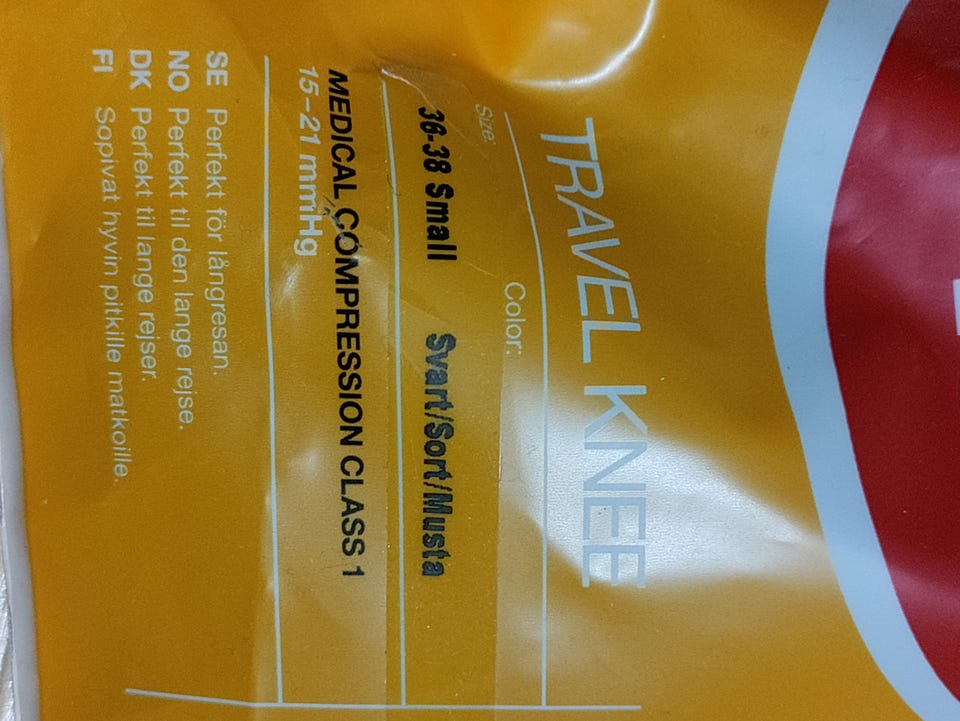 TRAVEL KNEE
Size: Color:
36-38 Small Svart/Sort/Musta
MEDICAL COMPRESSION CLASS 1
15-21 mmHg
SE Perfekt för långresan.
NO Perfekt til den lange rejse.
DK Perfekt til lange rejser.
FI Sopivat hyvin pitkille matkoille.